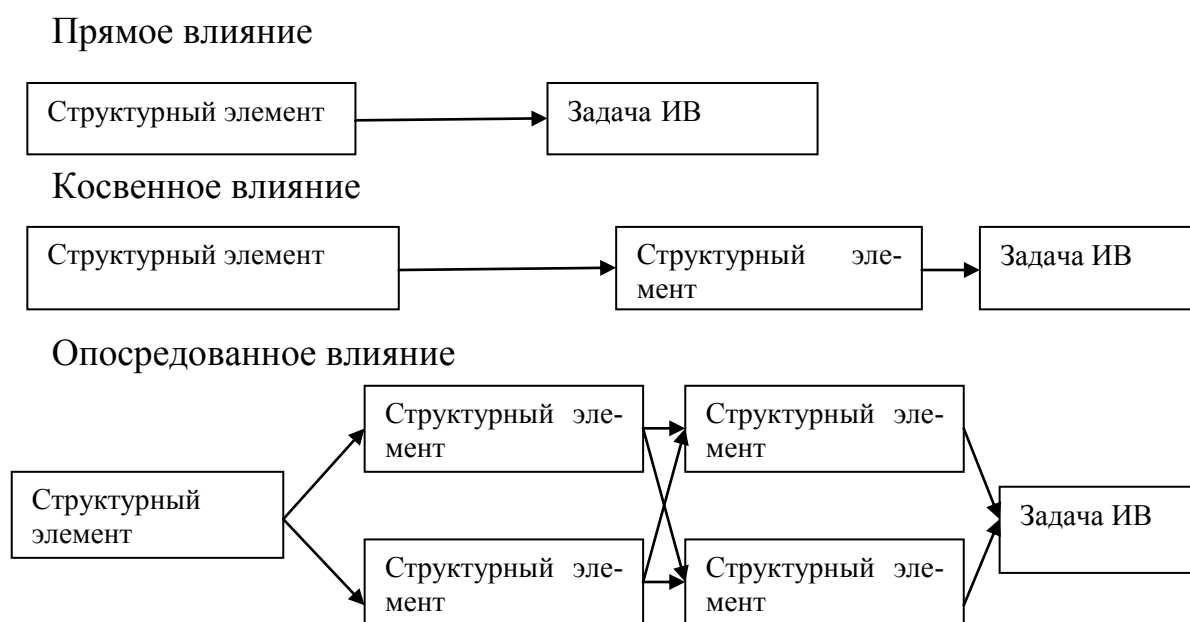 Прямое влияние
Структурный элемент
Задача ИВ
Косвенное влияние
Структурный элемент
Структурный эле-
мент
Задача ИВ
Опосредованное влияние
Структурный
элемент
Структурный эле-
мент
Структурный эле-
мент
Структурный эле-
мент
Структурный эле-
мент
Задача ИВ